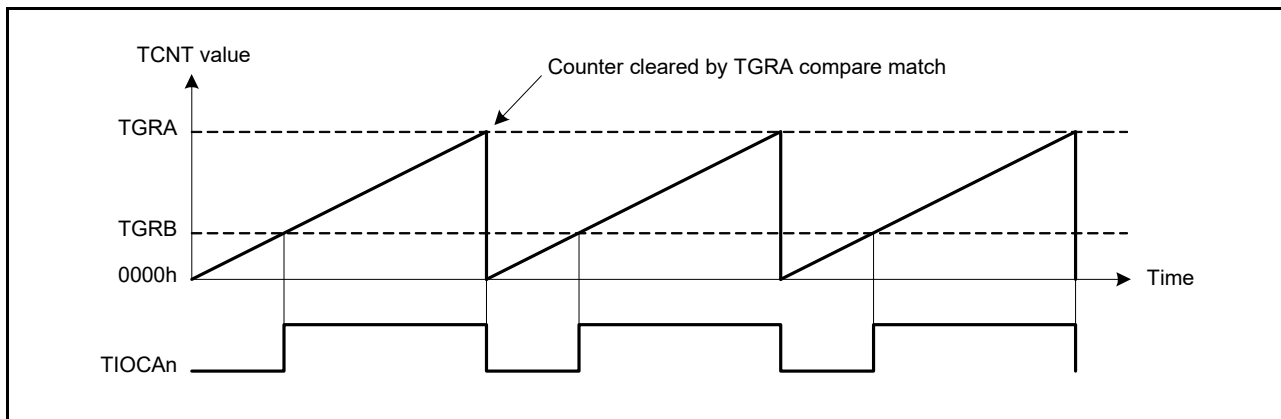 TCNT value
Counter cleared by TGRA compare match
TGRA
TGRB
0000h
Time
TIOCAn